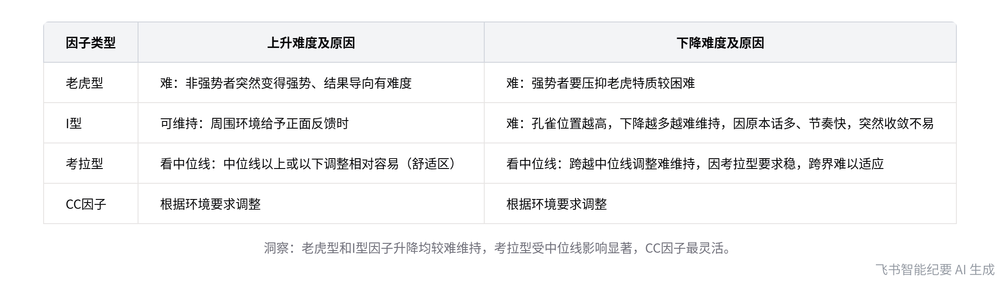 因子类型 上升难度及原因 下降难度及原因
老虎型 难：非强势者突然变得强势、结果导向有难度 难：强势者要压抑老虎特质较困难
I型 可维持：周围环境给予正面反馈时 难：孔雀位置越高，下降越多越难维持，因原本话多、节奏快，突然收敛不易
考拉型 看中位线：中位线以上或以下调整相对容易（舒适区） 看中位线：跨越中位线调整难维持，因考拉型要求稳，跨界难以适应
CC因子 根据环境要求调整 根据环境要求调整
洞察：老虎型和I型因子升降均较难维持，考拉型受中位线影响显著，CC因子最灵活。
飞书智能纪要 AI 生成